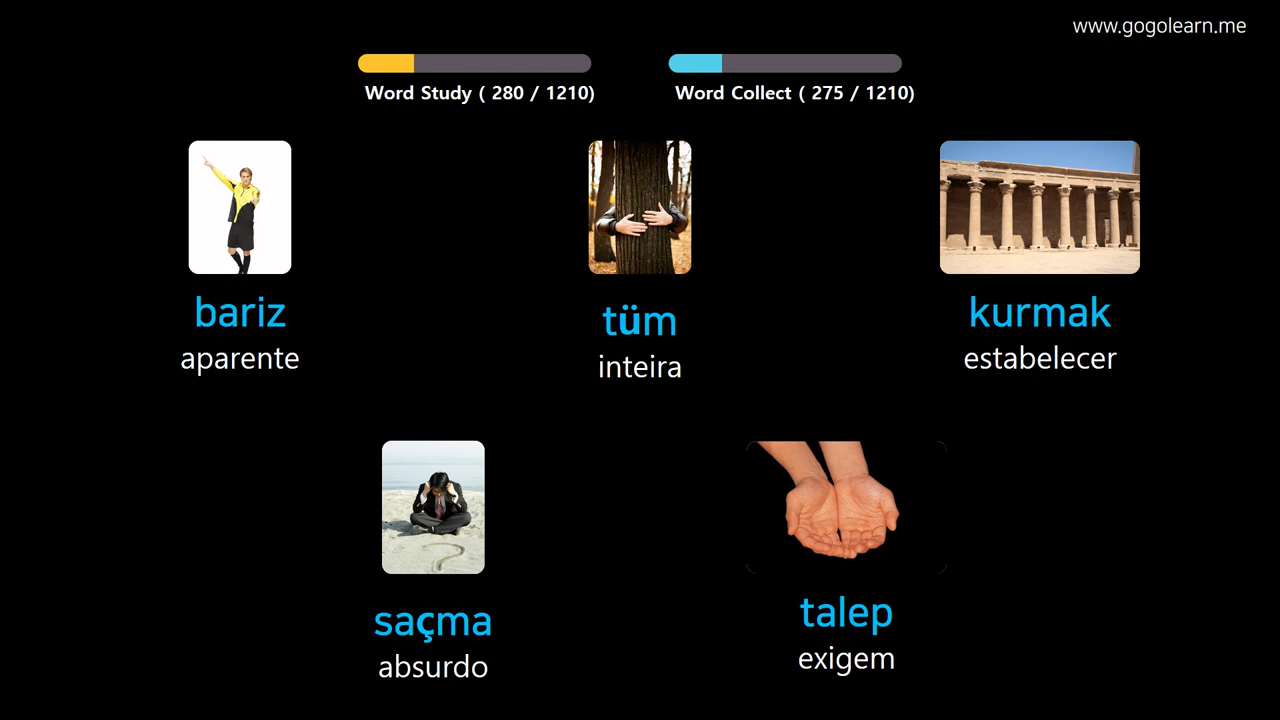 www.gogolearn.me
Word Study ( 280 / 1210)
Word Collect ( 275 / 1210)
bariz
aparente
tüm
inteira
kurmak
estabelecer
saçma
absurdo
talep
exigem